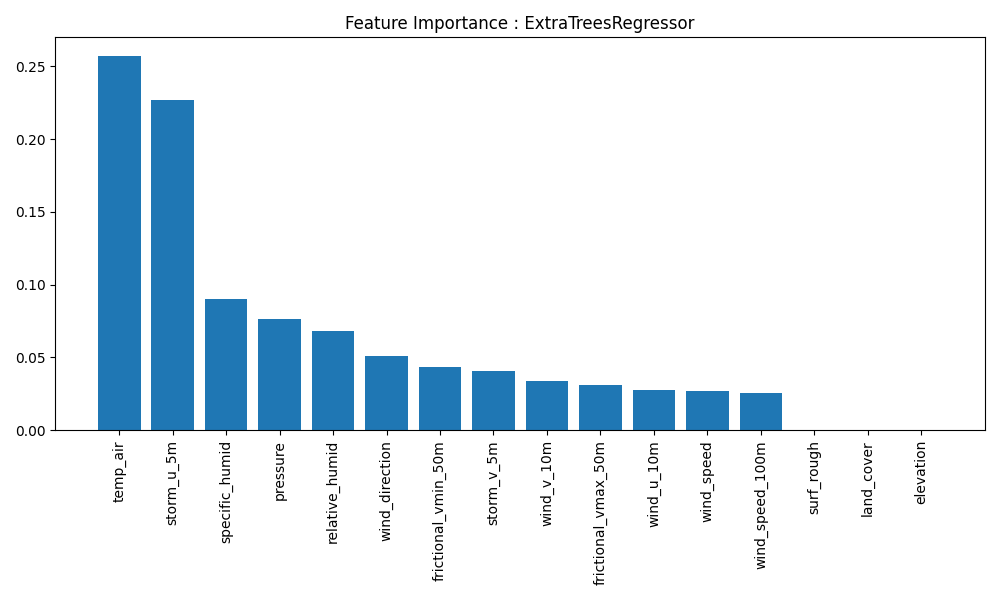 Feature Importance : ExtraTreesRegressor
0.25
0.20
0.15
0.10
0.05
0.00
temp_air
storm_u_5m
specific_humid
pressure
relative_humid
wind_direction
frictional_vmin_50m
storm_v_5m
wind_v_10m
frictional_vmax_50m
wind_u_10m
wind_speed
wind_speed_100m
surf_rough
land_cover
elevation